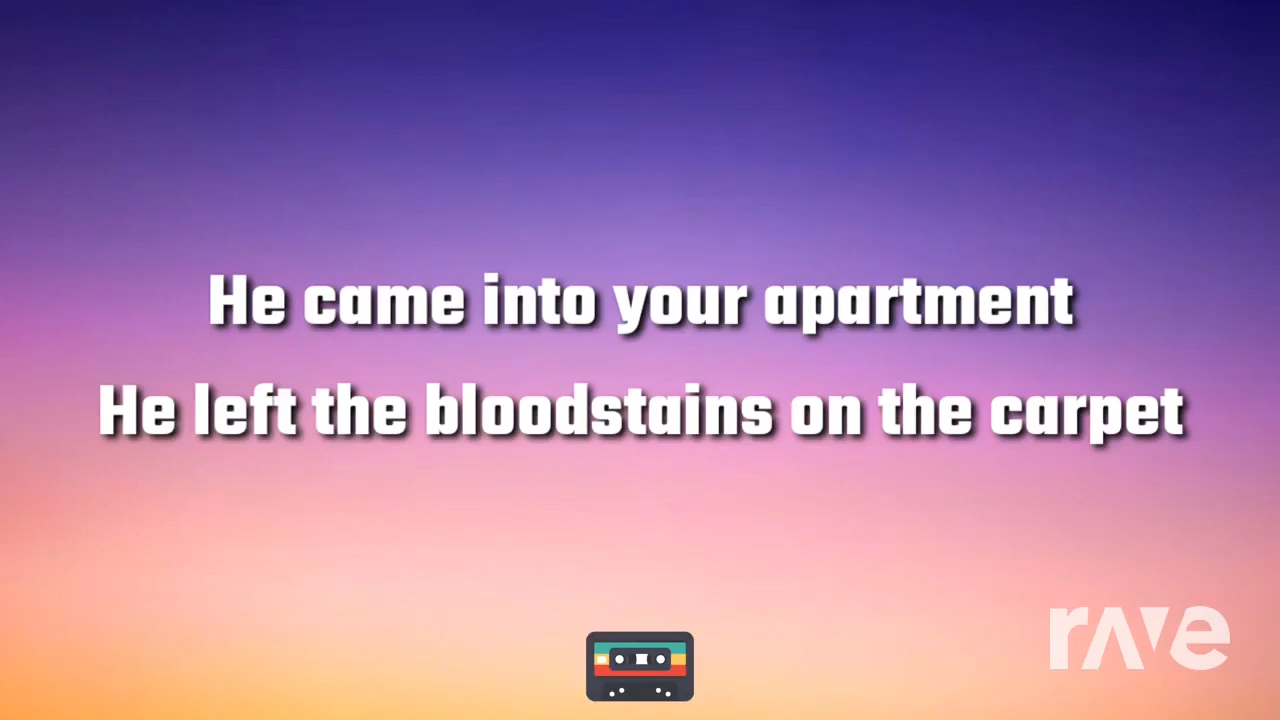 He came into your apartment
He left the bloodstains on the carpet
rave